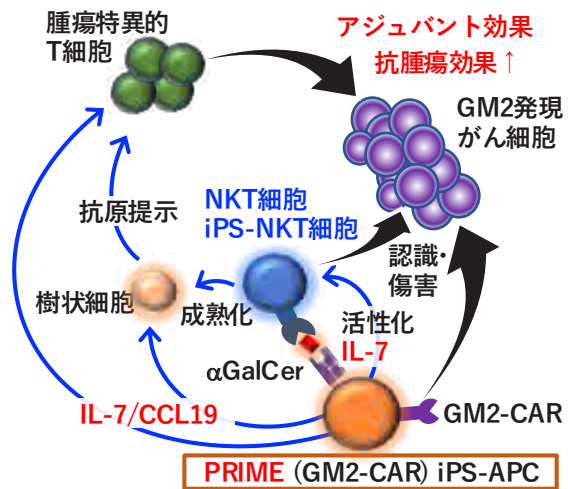 腫瘍特異的
T細胞
アジュバント効果
抗腫瘍効果↑
GM2発現
がん細胞
NKT細胞
iPS-NKT細胞
抗原提示
認識・
傷害
樹状細胞
成熟化
活性化
IL-7
αGalCer
IL-7/CCL19
GM2-CAR
PRIME (GM2-CAR) iPS-APC